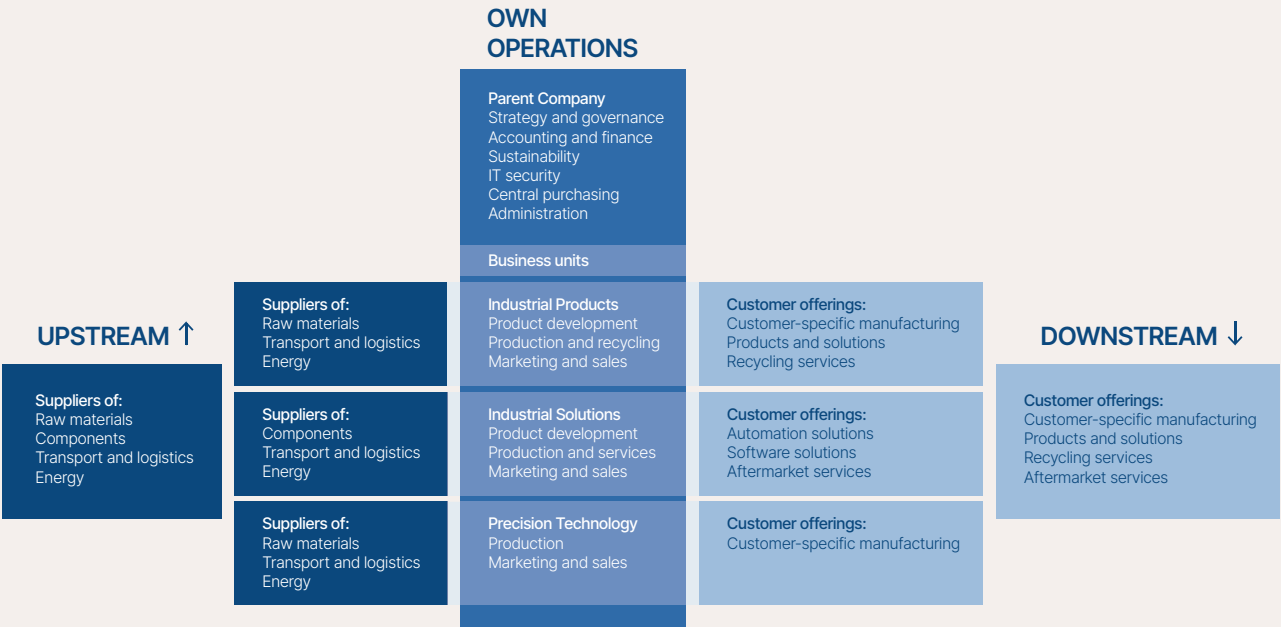 OWN
OPERATIONS
Parent Company
Strategy and governance
Accounting and finance
Sustainability
IT security
Central purchasing
Administration
Business units
UPSTREAM ↑
Suppliers of:
Raw materials
Components
Transport and logistics
Energy
Suppliers of:
Raw materials
Transport and logistics
Energy
Industrial Products
Product development
Production and recycling
Marketing and sales
Customer offerings:
Customer-specific manufacturing
Products and solutions
Recycling services
Suppliers of:
Components
Transport and logistics
Energy
Industrial Solutions
Product development
Production and services
Marketing and sales
Customer offerings:
Automation solutions
Software solutions
Aftermarket services
Suppliers of:
Raw materials
Transport and logistics
Energy
Precision Technology
Production
Marketing and sales
Customer offerings:
Customer-specific manufacturing
DOWNSTREAM ↓
Customer offerings:
Customer-specific manufacturing
Products and solutions
Recycling services
Aftermarket services